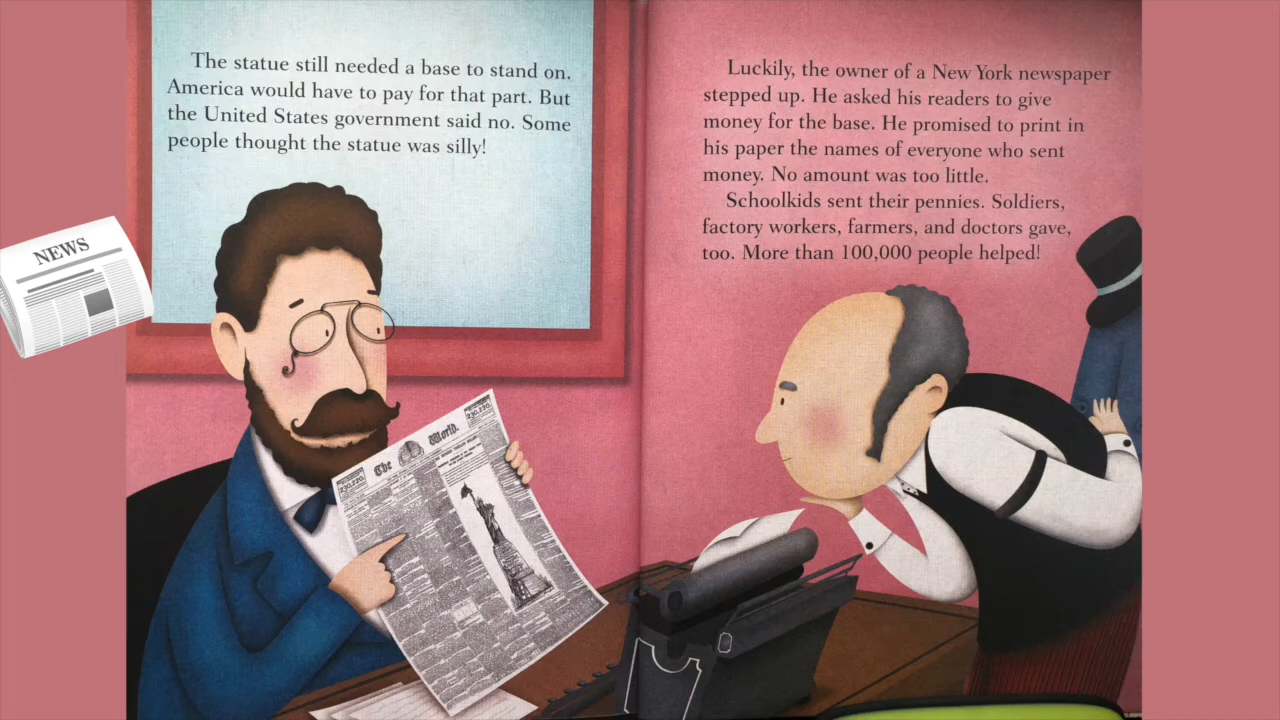 The statue still needed a base to stand on.
America would have to pay for that part. But
the United States government said no. Some
people thought the statue was silly!
Luckily, the owner of a New York newspaper
stepped up. He asked his readers to give
money for the base. He promised to print in
his paper the names of everyone who sent
money. No amount was too little.
Schoolkids sent their pennies. Soldiers,
factory workers, farmers, and doctors gave,
too. More than 100,000 people helped!
NEWS
The World.
230,220
230,220